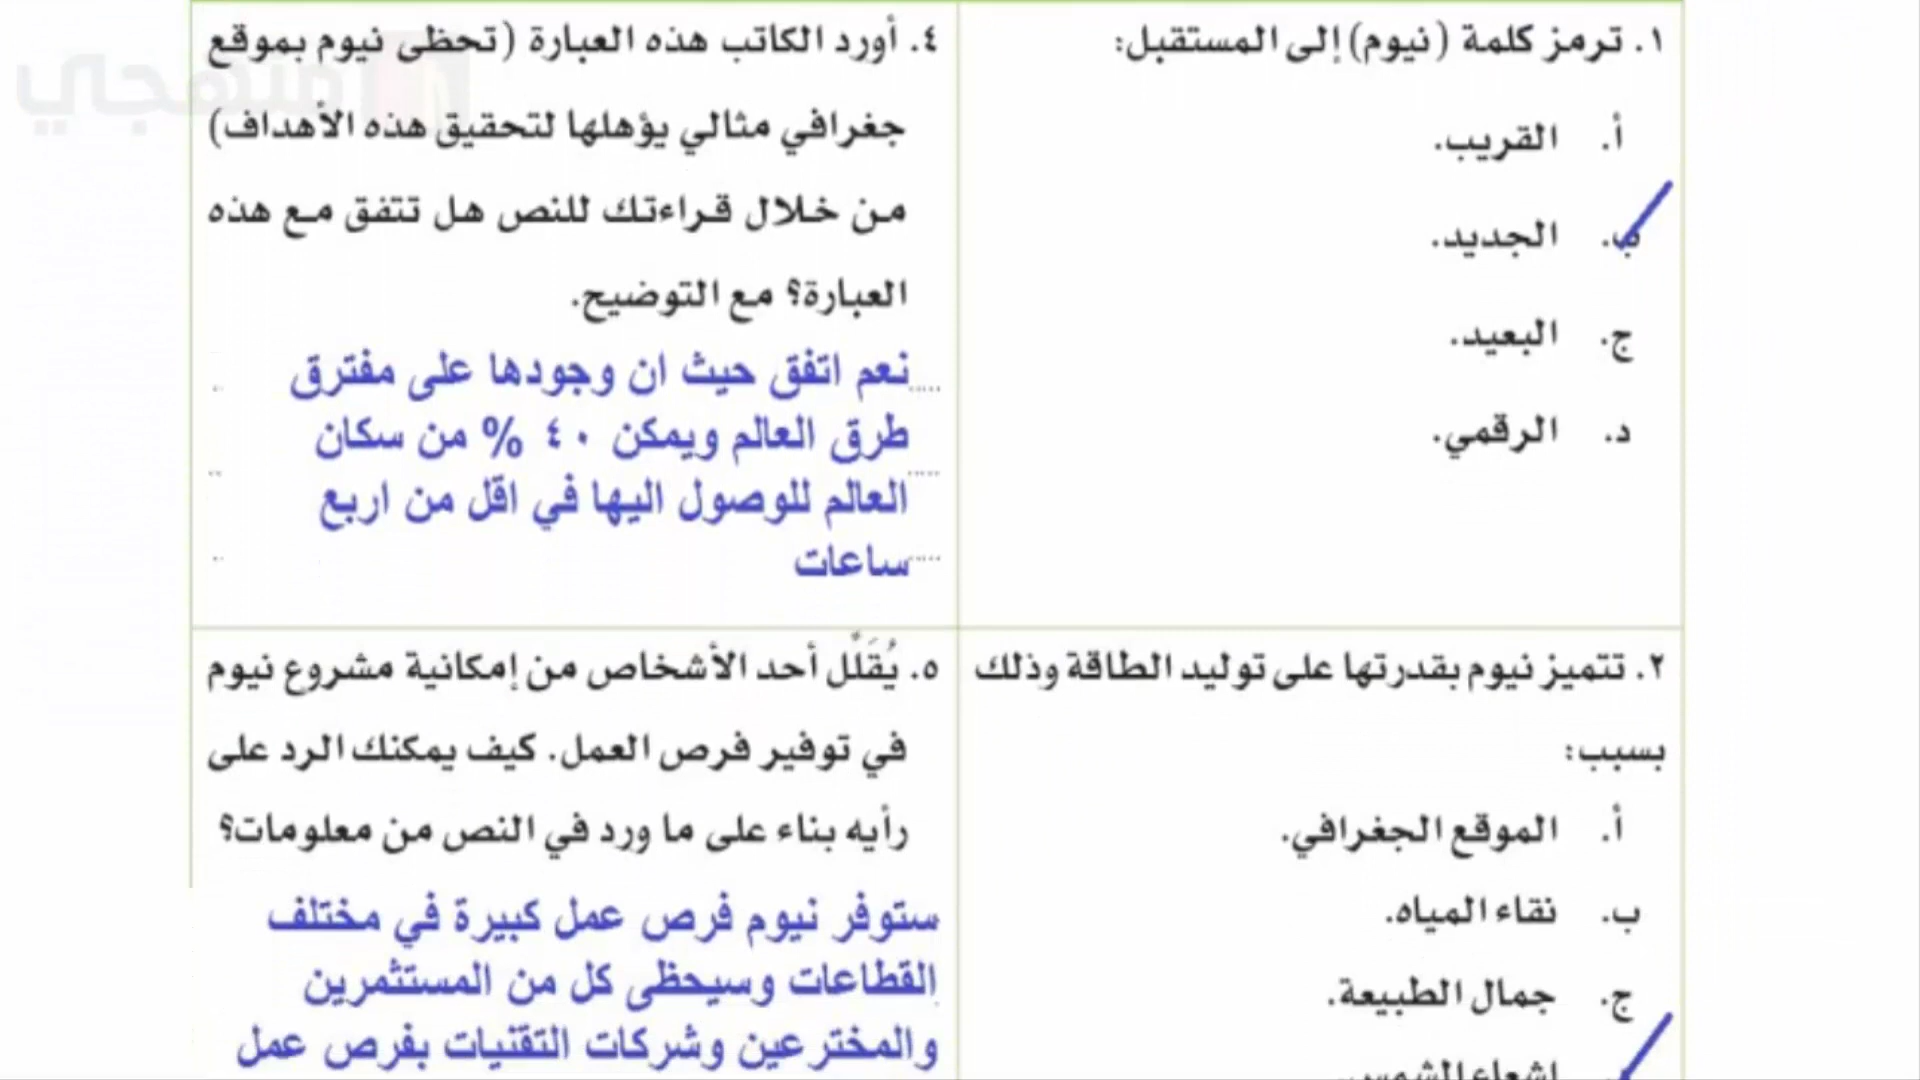 منهجي
١. ترمز كلمة (نيوم) إلى المستقبل:
أ. القريب.
ب. الجديد.
ج. البعيد.
د. الرقمي.
٤. أورد الكاتب هذه العبارة (تحظى نيوم بموقع
جغرافي مثالي يؤهلها لتحقيق هذه الأهداف)
من خلال قراءتك للنص هل تتفق مع هذه
العبارة؟ مع التوضيح.
نعم اتفق حيث ان وجودها على مفترق
طرق العالم ويمكن ٤٠ % من سكان
العالم للوصول اليها في اقل من اربع
ساعات
٢. تتميز نيوم بقدرتها على توليد الطاقة وذلك
بسبب:
أ. الموقع الجغرافي.
ب. نقاء المياه.
ج. جمال الطبيعة.
إشعاع الشمس.
٥. يُقَلِّل أحد الأشخاص من إمكانية مشروع نيوم
في توفير فرص العمل. كيف يمكنك الرد على
رأيه بناء على ما ورد في النص من معلومات؟
ستوفر نيوم فرص عمل كبيرة في مختلف
القطاعات وسيحظى كل من المستثمرين
والمخترعين وشركات التقنيات بفرص عمل